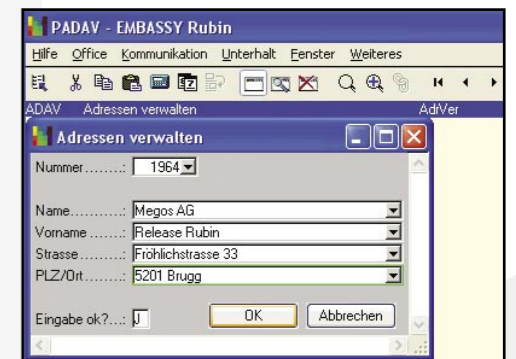 PADAV - EMBASSY Rubin
Hilfe Office Kommunikation Unterhalt Fenster Weiteres
ADAV Adressen verwalten AdrVer
Adressen verwalten
Nummer........: 1964
Name...........: Megos AG
Vorname.......: Release Rubin
Strasse........: Fröhlichstrasse 33
PLZ/Ort........: 5201 Brugg
Eingabe ok?...: J OK Abbrechen